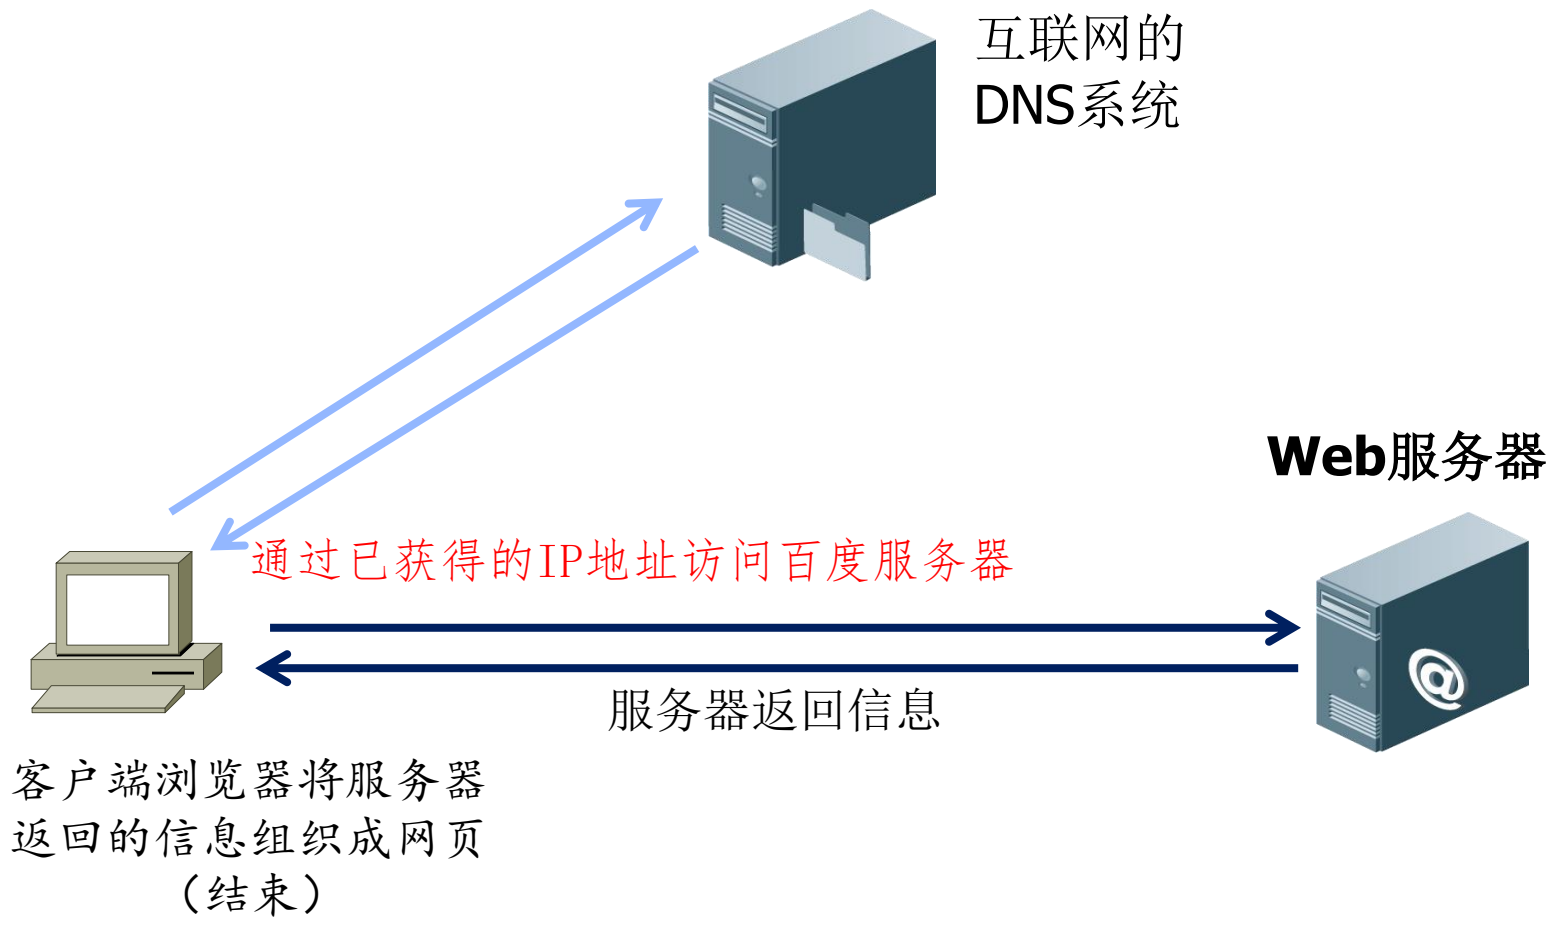 互联网的
DNS系统
Web服务器
通过已获得的IP地址访问百度服务器
服务器返回信息
客户端浏览器将服务器
返回的信息组织成网页
（结束）
@